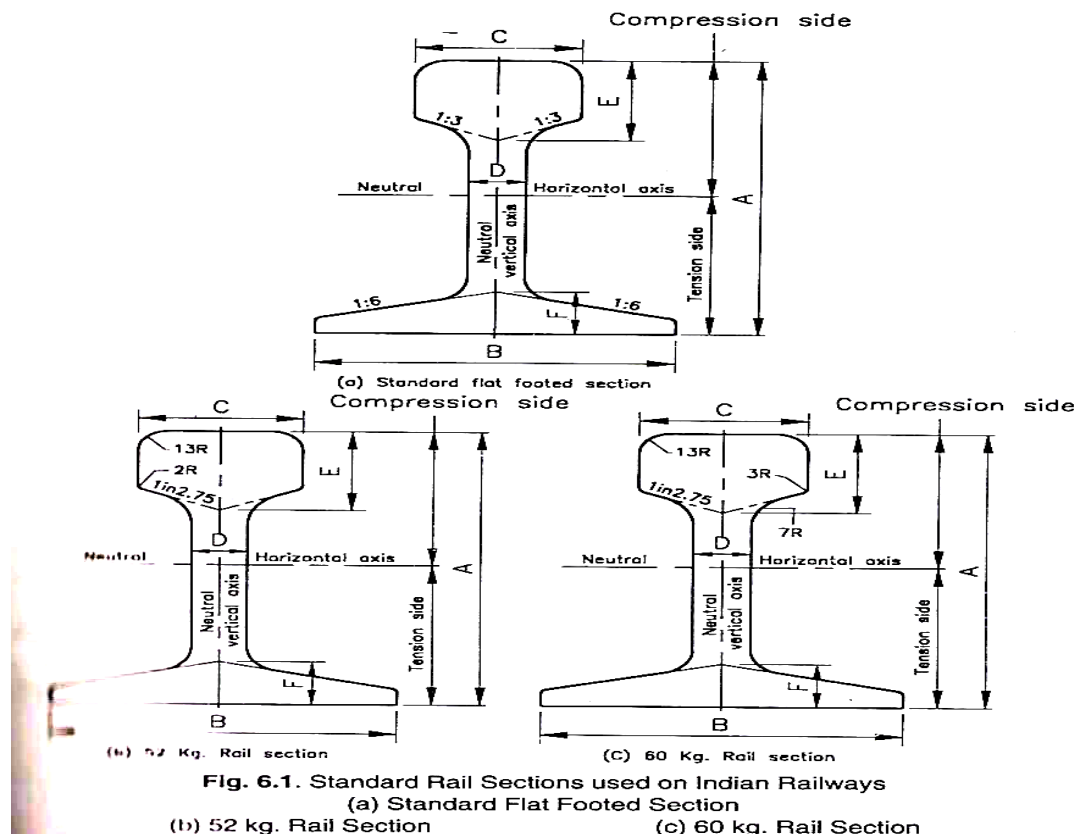 Compression side
C
E
1:3 1:3
D
Neutral Horizontal axis
A
Neutral
vertical axis
Tension side
1:6 F 1:6
B
(a) Standard flat footed section
C Compression side
13R
2R
E
1in2.75
D
Neutral Horizontal axis
A
Neutral
vertical axis
Tension side
F
B
(b) 52 Kg. Rail section
C Compression side
13R
3R
E
1in2.75
7R
D
Neutral Horizontal axis
A
Neutral
vertical axis
Tension side
F
B
(C) 60 Kg. Rail section
Fig. 6.1. Standard Rail Sections used on Indian Railways
(a) Standard Flat Footed Section
(b) 52 kg. Rail Section (c) 60 kg. Rail Section